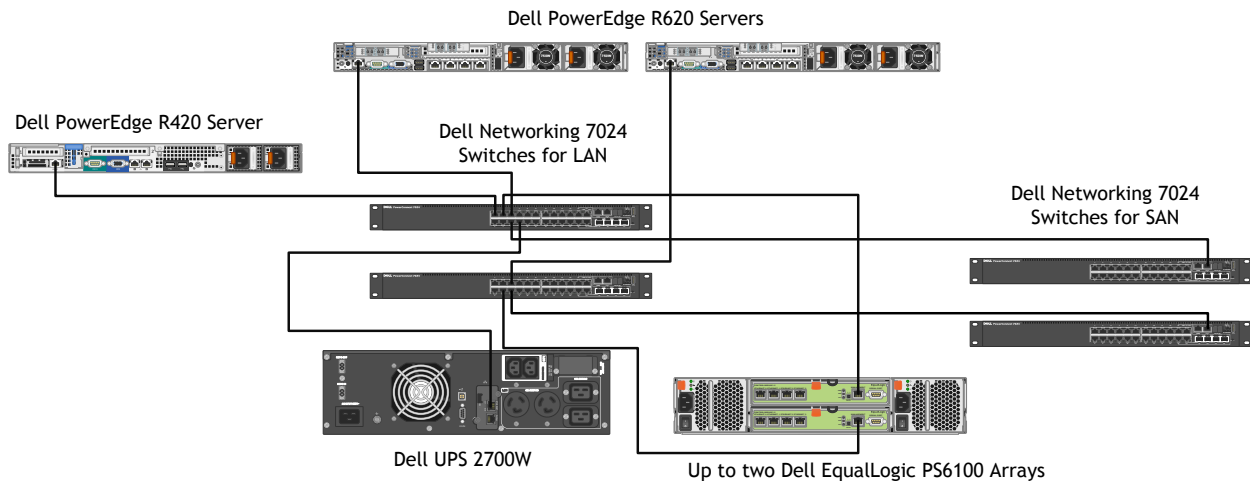 Dell PowerEdge R620 Servers
Dell PowerEdge R420 Server
Dell Networking 7024
Switches for LAN
Dell Networking 7024
Switches for SAN
Dell UPS 2700W
Up to two Dell EqualLogic PS6100 Arrays